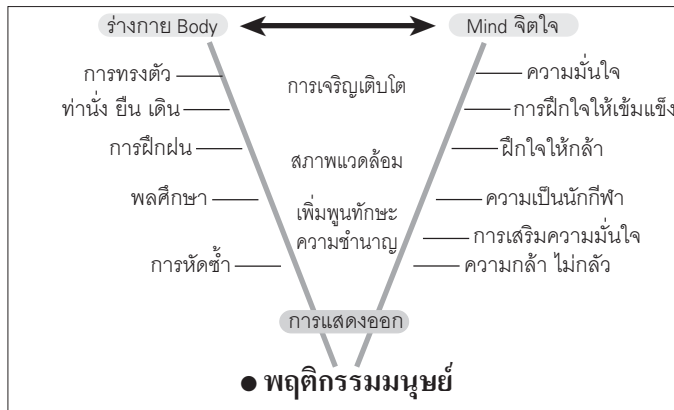 ร่างกาย Body
Mind จิตใจ
การทรงตัว
ท่านั่ง ยืน เดิน
การฝึกฝน
พลศึกษา
การหัดซ้ำ
การเจริญเติบโต
สภาพแวดล้อม
เพิ่มพูนทักษะ
ความชำนาญ
ความมั่นใจ
การฝึกใจให้เข้มแข็ง
ฝึกใจให้กล้า
ความเป็นนักกีฬา
การเสริมความมั่นใจ
ความกล้า ไม่กลัว
การแสดงออก
● พฤติกรรมมนุษย์